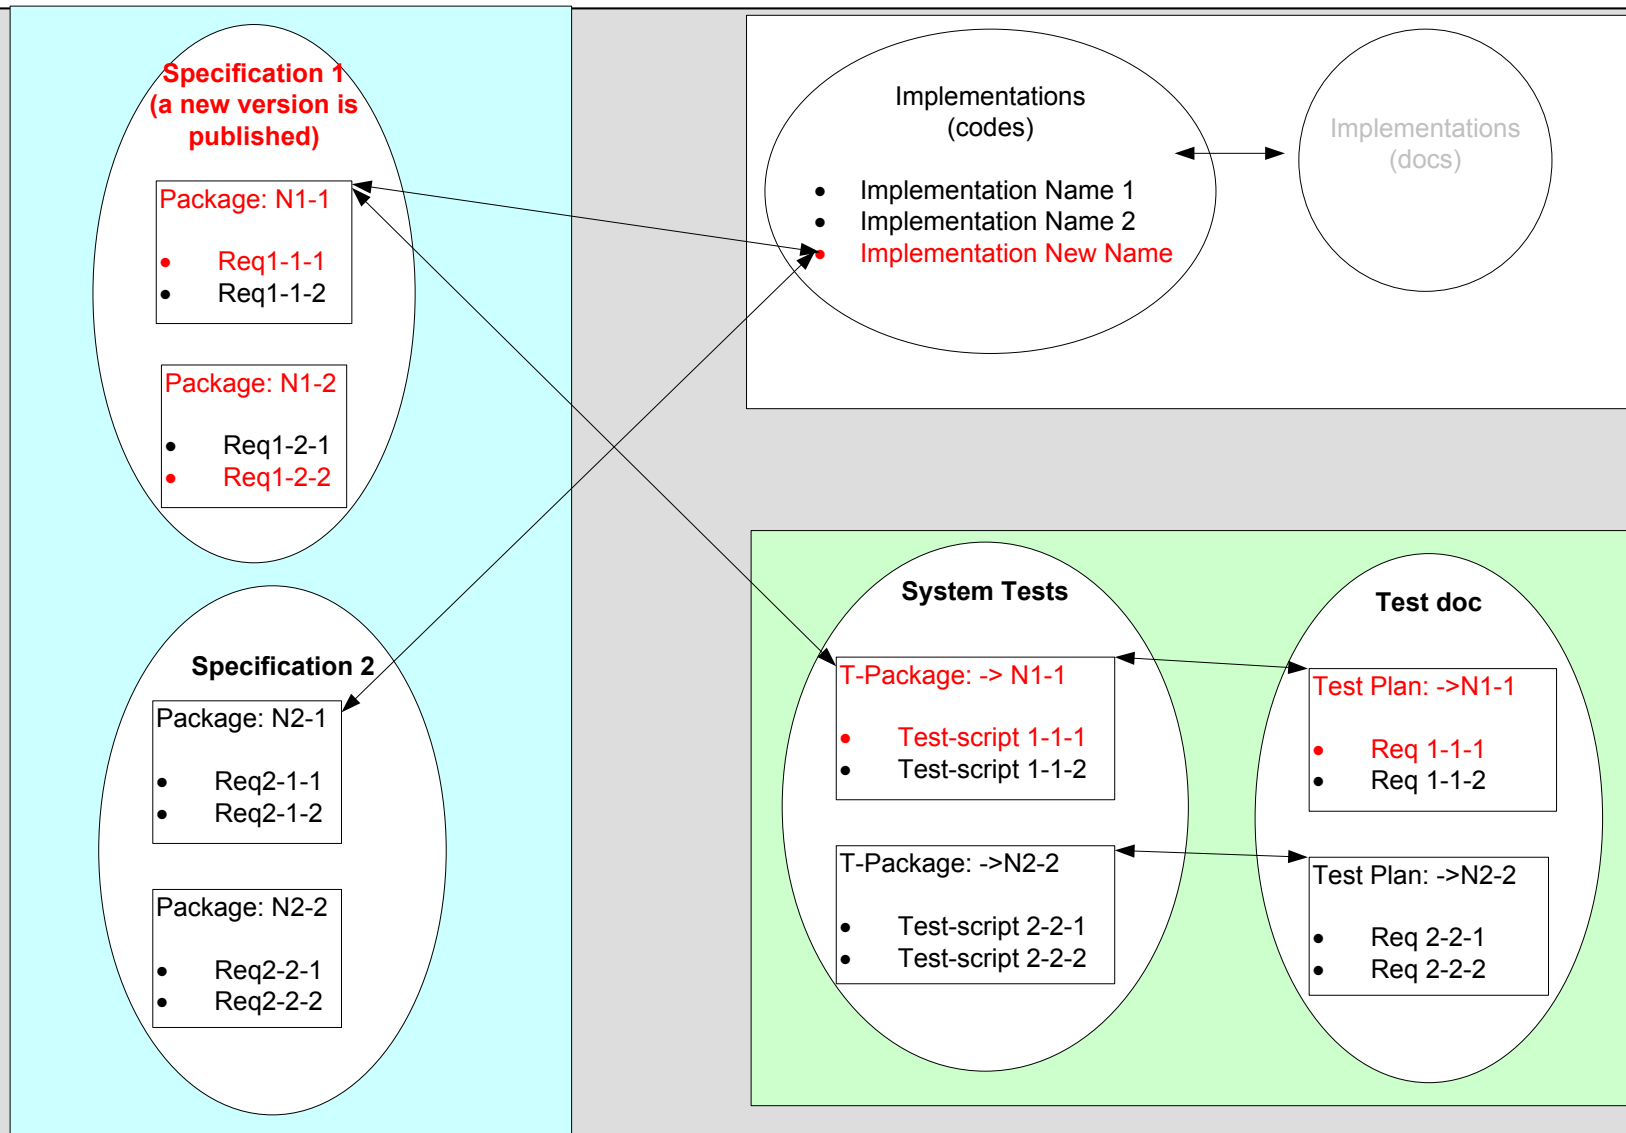 Specification 1
(a new version is
published)
Package: N1-1
• Req1-1-1
• Req1-1-2
Package: N1-2
• Req1-2-1
• Req1-2-2
Specification 2
Package: N2-1
• Req2-1-1
• Req2-1-2
Package: N2-2
• Req2-2-1
• Req2-2-2
Implementations
(codes)
• Implementation Name 1
• Implementation Name 2
• Implementation New Name
Implementations
(docs)
System Tests
T-Package: -> N1-1
• Test-script 1-1-1
• Test-script 1-1-2
T-Package: ->N2-2
• Test-script 2-2-1
• Test-script 2-2-2
Test doc
Test Plan: ->N1-1
• Req 1-1-1
• Req 1-1-2
Test Plan: ->N2-2
• Req 2-2-1
• Req 2-2-2